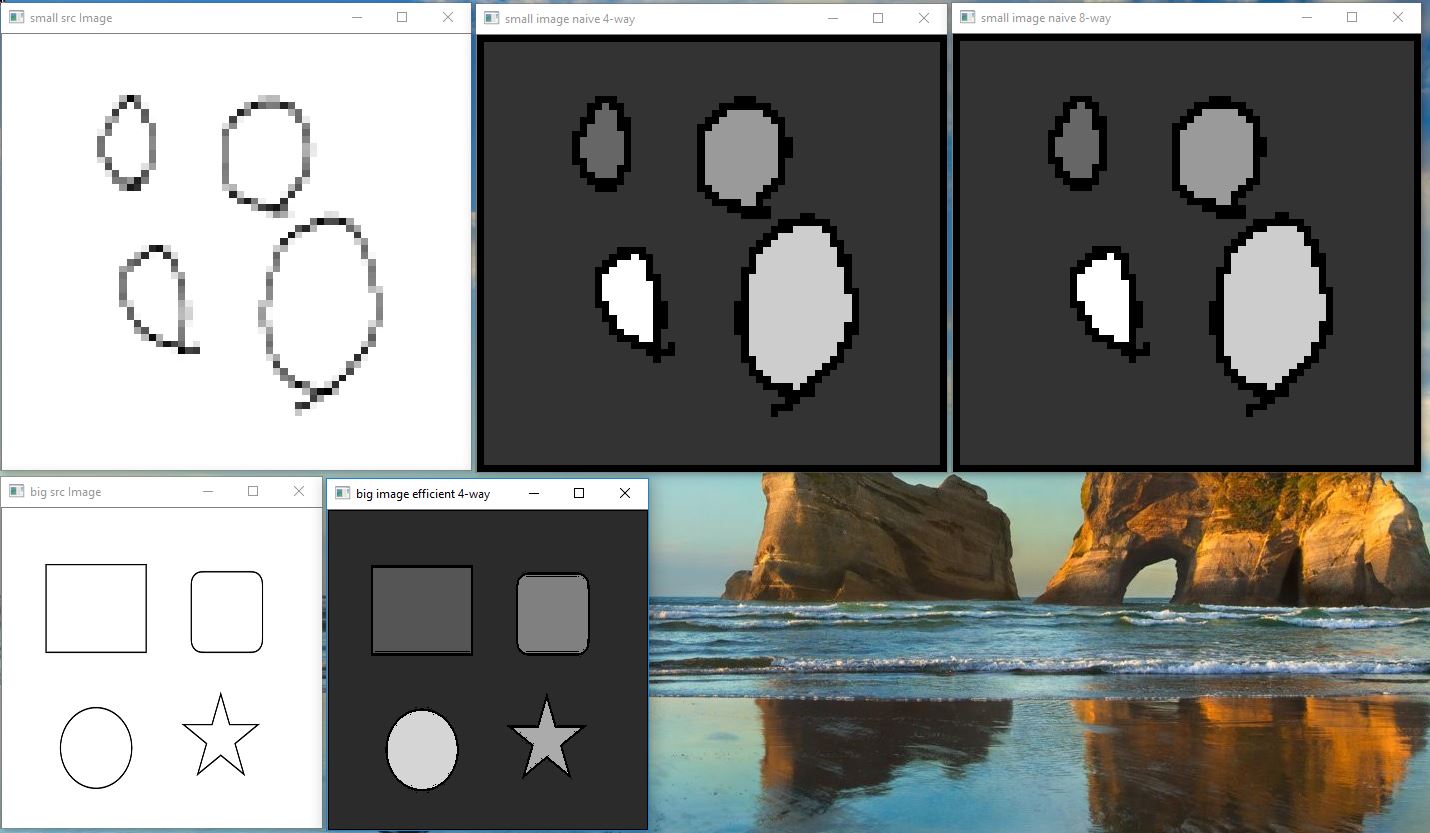 small src Image
small image naive 4-way
small image naive 8-way
big src Image
big image efficient 4-way